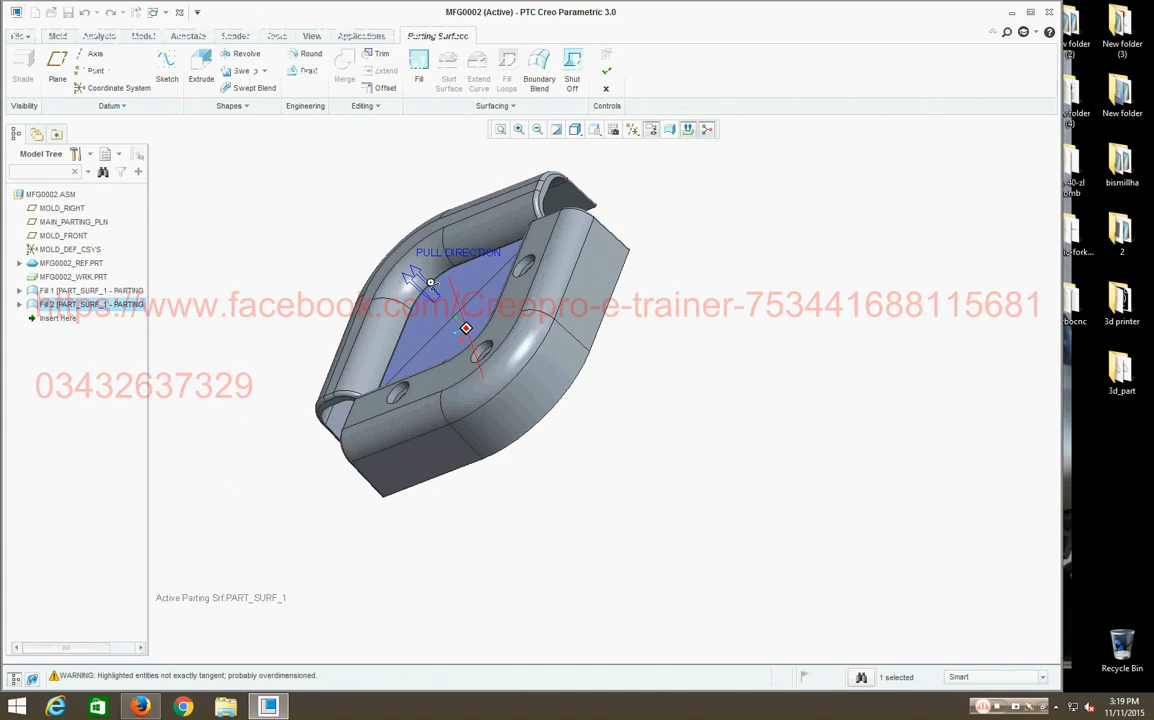 MFG0002 (Active) - PTC Creo Parametric 3.0
File Mold Analysis Model Annotate Render Tools View Applications Parting Surface
Shade
Plane
Axis
Point
Coordinate System
Sketch
Extrude
Revolve
Sweep
Swept Blend
Round
Draft
Merge
Trim
Extend
Offset
Fill
Skirt Surface
Extend Curve
Fill Loops
Boundary Blend
Shut Off
Visibility Datum Shapes Engineering Editing Surfacing Controls
Model Tree
MFG0002.ASM
MOLD_RIGHT
MAIN_PARTING_PLN
MOLD_FRONT
MOLD_DEF_CSYS
MFG0002_REF.PRT
MFG0002_WRK.PRT
Fill 1 [PART_SURF_1 - PARTING
Fill 2 [PART_SURF_1 - PARTING
Insert Here
PULL DIRECTION
https://www.facebook.com/Creopro-e-trainer-753441688115681
03432637329
Active Parting Srf:PART_SURF_1
WARNING: Highlighted entities not exactly tangent; probably overdimensioned.
1 selected
Smart
New folder (3)
New folder
bismillha
2
3d printer
3d_part
Recycle Bin
3:19 PM
11/11/2015